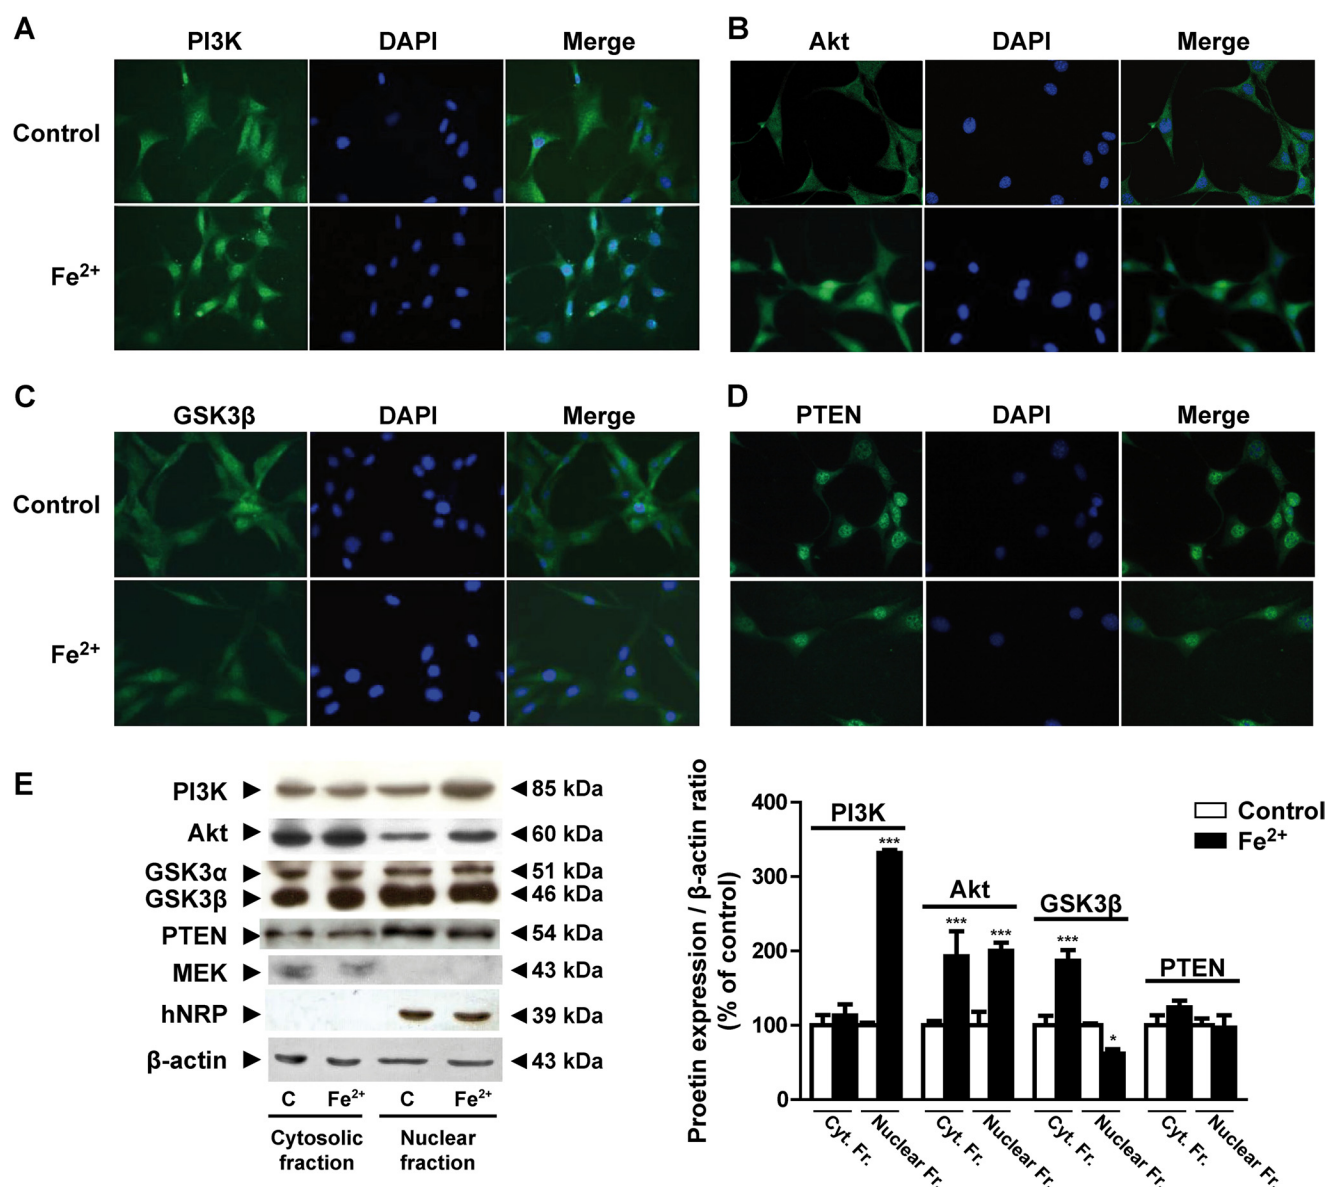 A
PI3K DAPI Merge
Control
Fe²⁺
B
Akt DAPI Merge
C
GSK3β DAPI Merge
Control
Fe²⁺
D
PTEN DAPI Merge
E
PI3K 85 kDa
Akt 60 kDa
GSK3α 51 kDa
GSK3β 46 kDa
PTEN 54 kDa
MEK 43 kDa
hNRP 39 kDa
β-actin 43 kDa
C Fe²⁺ C Fe²⁺
Cytosolic
fraction
Nuclear
fraction
Proetin expression / β-actin ratio
(% of control)
400
300
200
100
0
PI3K
***
Akt
*** ***
GSK3β
*** *
PTEN
Control
Fe²⁺
Cyt. Fr.
Nuclear Fr.
Cyt. Fr.
Nuclear Fr.
Cyt. Fr.
Nuclear Fr.
Cyt. Fr.
Nuclear Fr.